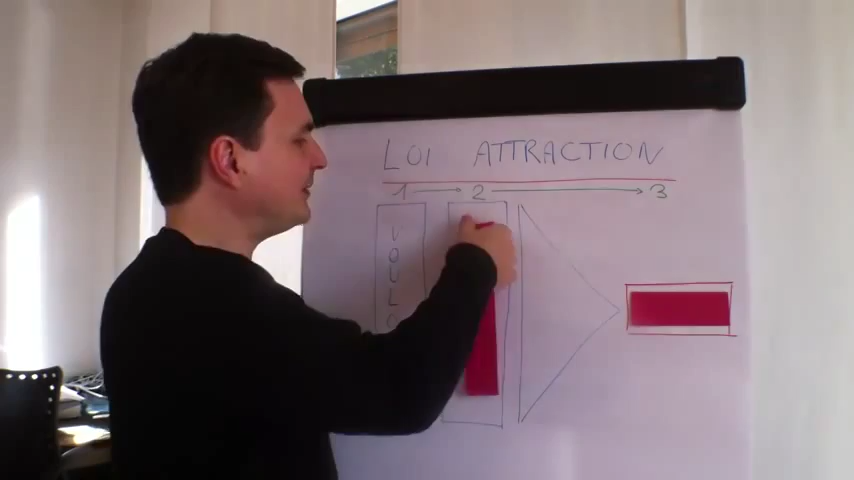 LOI ATTRACTION
1 → 2 → 3
V
O
U
L
O